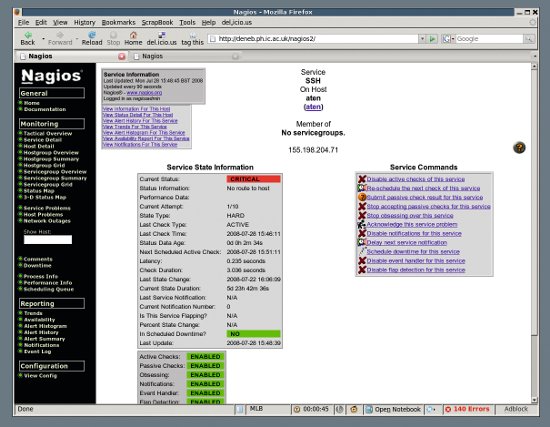 Nagios - Mozilla Firefox
File Edit View History Bookmarks ScrapBook Tools Help del.icio.us
Back Forward Reload Stop Home del.icio.us tag this http://deneb.ph.ic.ac.uk/nagios2/ Google
Nagios Nagios
Nagios
General
Home
Documentation
Monitoring
Tactical Overview
Service Detail
Host Detail
Hostgroup Overview
Hostgroup Summary
Hostgroup Grid
Servicegroup Overview
Servicegroup Summary
Servicegroup Grid
Status Map
3-D Status Map
Service Problems
Host Problems
Network Outages
Show Host:
Comments
Downtime
Process Info
Performance Info
Scheduling Queue
Reporting
Trends
Availability
Alert Histogram
Alert History
Alert Summary
Notifications
Event Log
Configuration
View Config
Service Information
Last Updated: Mon Jul 28 15:48:45 BST 2008
Updated every 90 seconds
Nagios® - www.nagios.org
Logged in as nagiosadmin
View Information For This Host
View Status Detail For This Host
View Alert History For This Service
View Trends For This Service
View Alert Histogram For This Service
View Availability Report For This Service
View Notifications For This Service
Service
SSH
On Host
aten
(aten)
Member of
No servicegroups.
155.198.204.71
Service State Information
Current Status: CRITICAL
Status Information: No route to host
Performance Data:
Current Attempt: 1/10
State Type: HARD
Last Check Type: ACTIVE
Last Check Time: 2008-07-28 15:46:11
Status Data Age: 0d 0h 2m 34s
Next Scheduled Active Check: 2008-07-28 15:51:11
Latency: 0.235 seconds
Check Duration: 3.036 seconds
Last State Change: 2008-07-22 16:06:09
Current State Duration: 5d 23h 42m 36s
Last Service Notification: N/A
Current Notification Number: 0
Is This Service Flapping? N/A
Percent State Change: N/A
In Scheduled Downtime? NO
Last Update: 2008-07-28 15:48:39
Active Checks: ENABLED
Passive Checks: ENABLED
Obsessing: ENABLED
Notifications: ENABLED
Event Handler: ENABLED
Flap Detection: ENABLED
Service Commands
Disable active checks of this service
Re-schedule the next check of this service
Submit passive check result for this service
Stop accepting passive checks for this service
Stop obsessing over this service
Acknowledge this service problem
Disable notifications for this service
Delay next service notification
Schedule downtime for this service
Disable event handler for this service
Disable flap detection for this service
Done MLB 00:00:45 Open Notebook 140 Errors Adblock